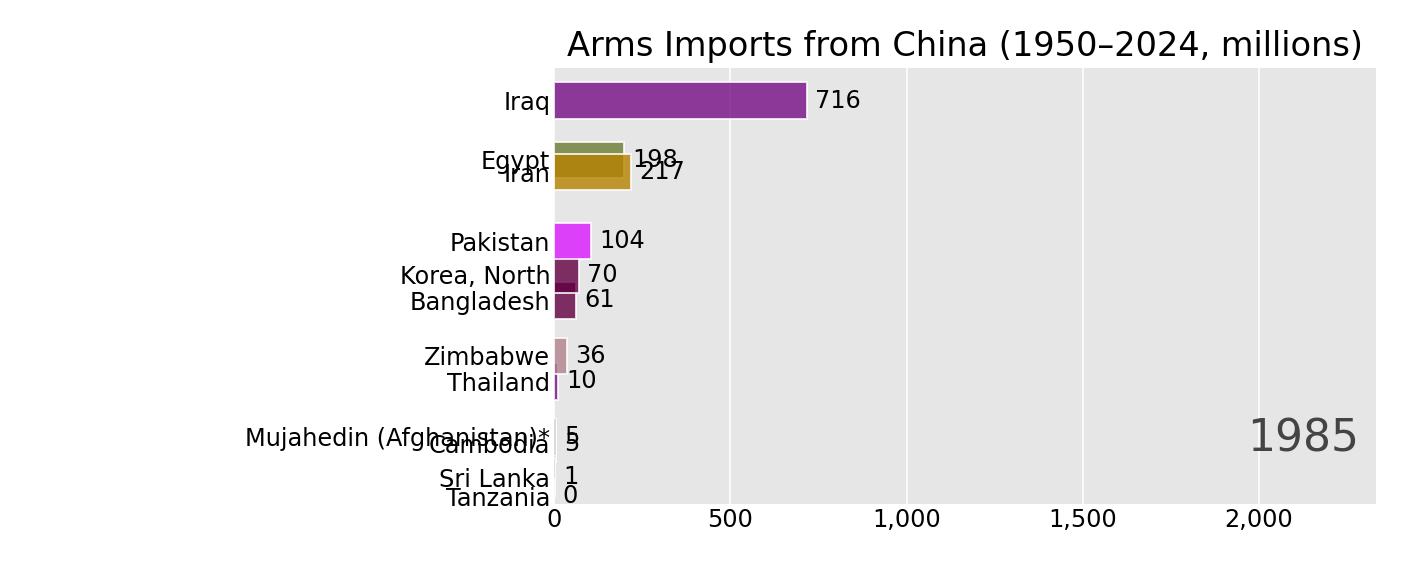 Arms Imports from China (1950–2024, millions)
Iraq 716
Egypt 198
Iran 217
Pakistan 104
Korea, North 70
Bangladesh 61
Zimbabwe 36
Thailand 10
Mujahedin (Afghanistan)* 5
Cambodia 5
Sri Lanka 1
Tanzania 0
1985
0 500 1,000 1,500 2,000